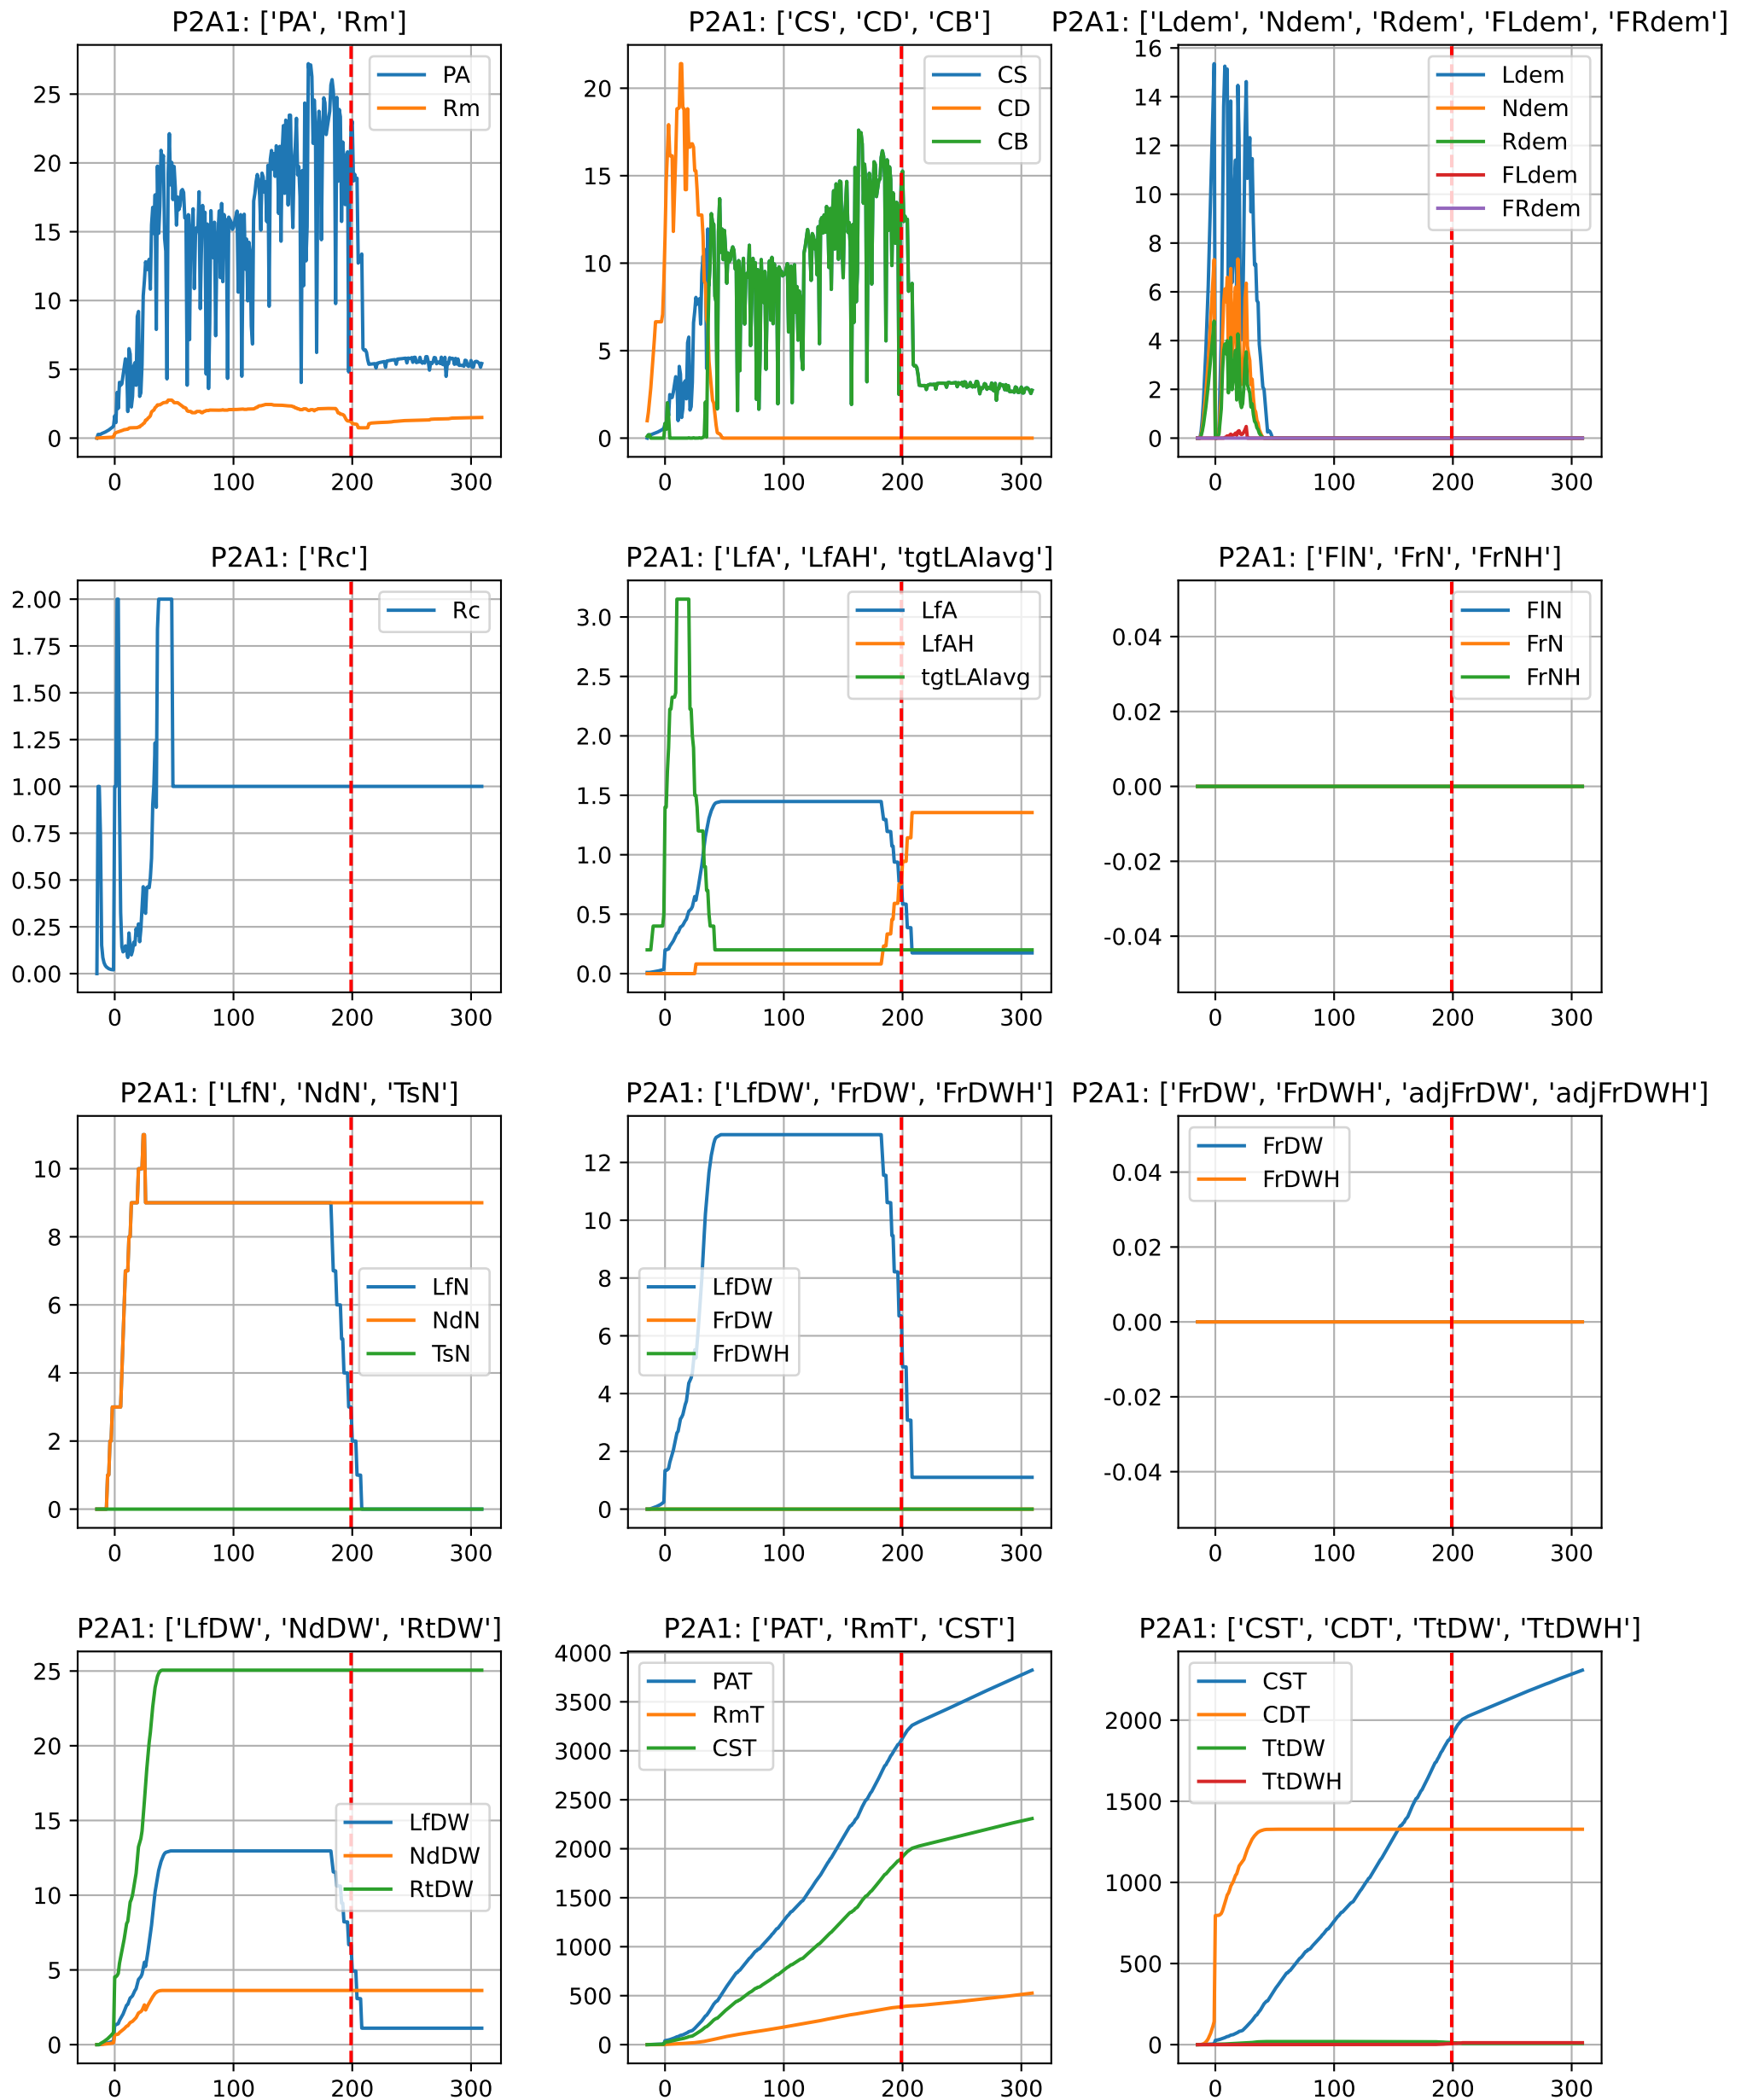 P2A1: ['PA', 'Rm']
PA
Rm
25
20
15
10
5
0
0 100 200 300
P2A1: ['CS', 'CD', 'CB']
CS
CD
CB
20
15
10
5
0
0 100 200 300
P2A1: ['Ldem', 'Ndem', 'Rdem', 'FLdem', 'FRdem']
Ldem
Ndem
Rdem
FLdem
FRdem
16
14
12
10
8
6
4
2
0
0 100 200 300
P2A1: ['Rc']
Rc
2.00
1.75
1.50
1.25
1.00
0.75
0.50
0.25
0.00
0 100 200 300
P2A1: ['LfA', 'LfAH', 'tgtLAIavg']
LfA
LfAH
tgtLAIavg
3.0
2.5
2.0
1.5
1.0
0.5
0.0
0 100 200 300
P2A1: ['FlN', 'FrN', 'FrNH']
FlN
FrN
FrNH
0.04
0.02
0.00
-0.02
-0.04
0 100 200 300
P2A1: ['LfN', 'NdN', 'TsN']
LfN
NdN
TsN
10
8
6
4
2
0
0 100 200 300
P2A1: ['LfDW', 'FrDW', 'FrDWH']
LfDW
FrDW
FrDWH
12
10
8
6
4
2
0
0 100 200 300
P2A1: ['FrDW', 'FrDWH', 'adjFrDW', 'adjFrDWH']
FrDW
FrDWH
0.04
0.02
0.00
-0.02
-0.04
0 100 200 300
P2A1: ['LfDW', 'NdDW', 'RtDW']
LfDW
NdDW
RtDW
25
20
15
10
5
0
0 100 200 300
P2A1: ['PAT', 'RmT', 'CST']
PAT
RmT
CST
4000
3500
3000
2500
2000
1500
1000
500
0
0 100 200 300
P2A1: ['CST', 'CDT', 'TtDW', 'TtDWH']
CST
CDT
TtDW
TtDWH
2000
1500
1000
500
0
0 100 200 300